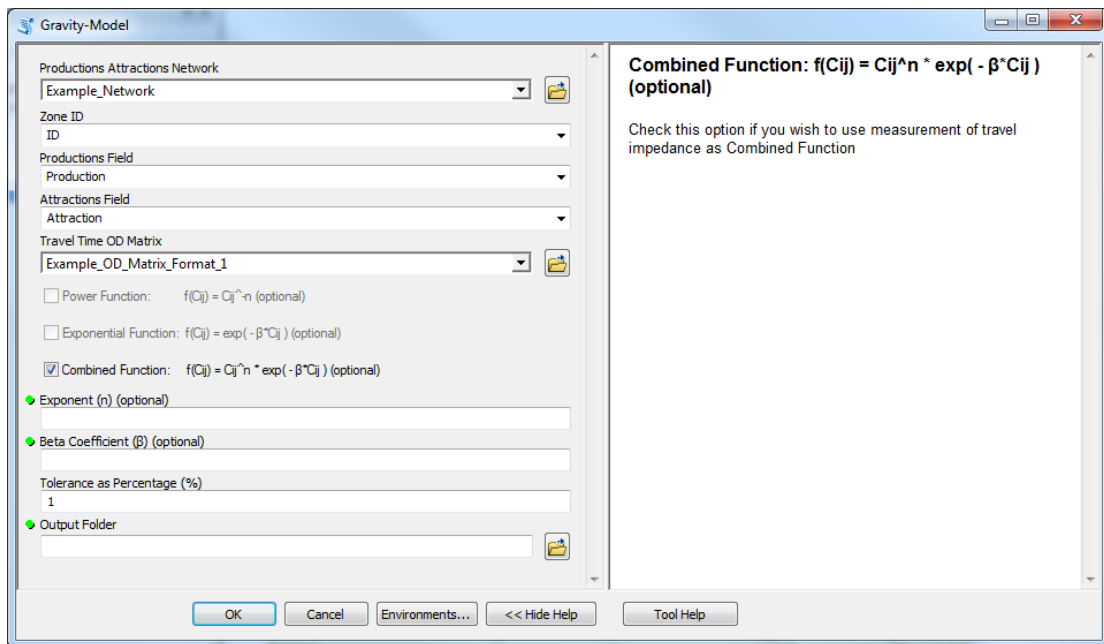 Gravity-Model
Productions Attractions Network
Example_Network
Zone ID
ID
Productions Field
Production
Attractions Field
Attraction
Travel Time OD Matrix
Example_OD_Matrix_Format_1
Power Function: f(Cij) = Cij^-n (optional)
Exponential Function: f(Cij) = exp( - β*Cij ) (optional)
Combined Function: f(Cij) = Cij^n * exp( - β*Cij ) (optional)
Exponent (n) (optional)
Beta Coefficient (β) (optional)
Tolerance as Percentage (%)
1
Output Folder
Combined Function: f(Cij) = Cij^n * exp( - β*Cij )
(optional)
Check this option if you wish to use measurement of travel
impedance as Combined Function
OK
Cancel
Environments...
<< Hide Help
Tool Help